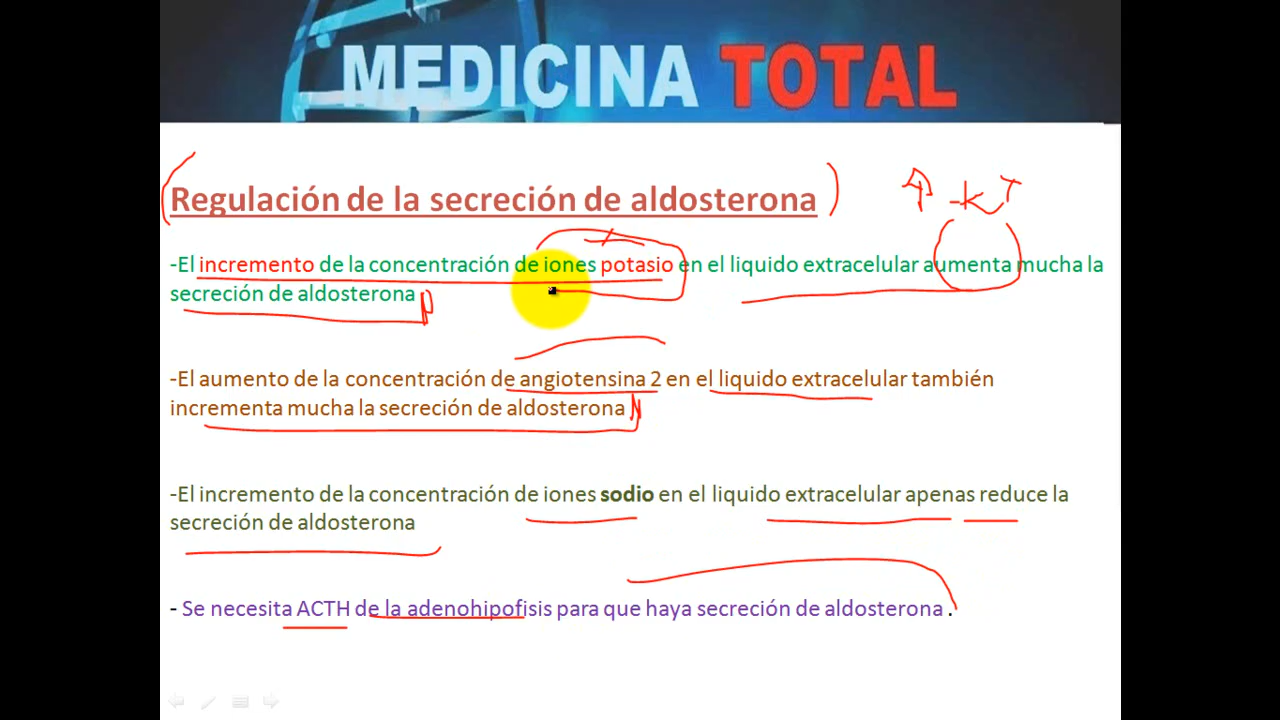 MEDICINA TOTAL
Regulación de la secreción de aldosterona
K
-El incremento de la concentración de iones potasio en el liquido extracelular aumenta mucha la
secreción de aldosterona
-El aumento de la concentración de angiotensina 2 en el liquido extracelular también
incrementa mucha la secreción de aldosterona
-El incremento de la concentración de iones sodio en el liquido extracelular apenas reduce la
secreción de aldosterona
- Se necesita ACTH de la adenohipofisis para que haya secreción de aldosterona .